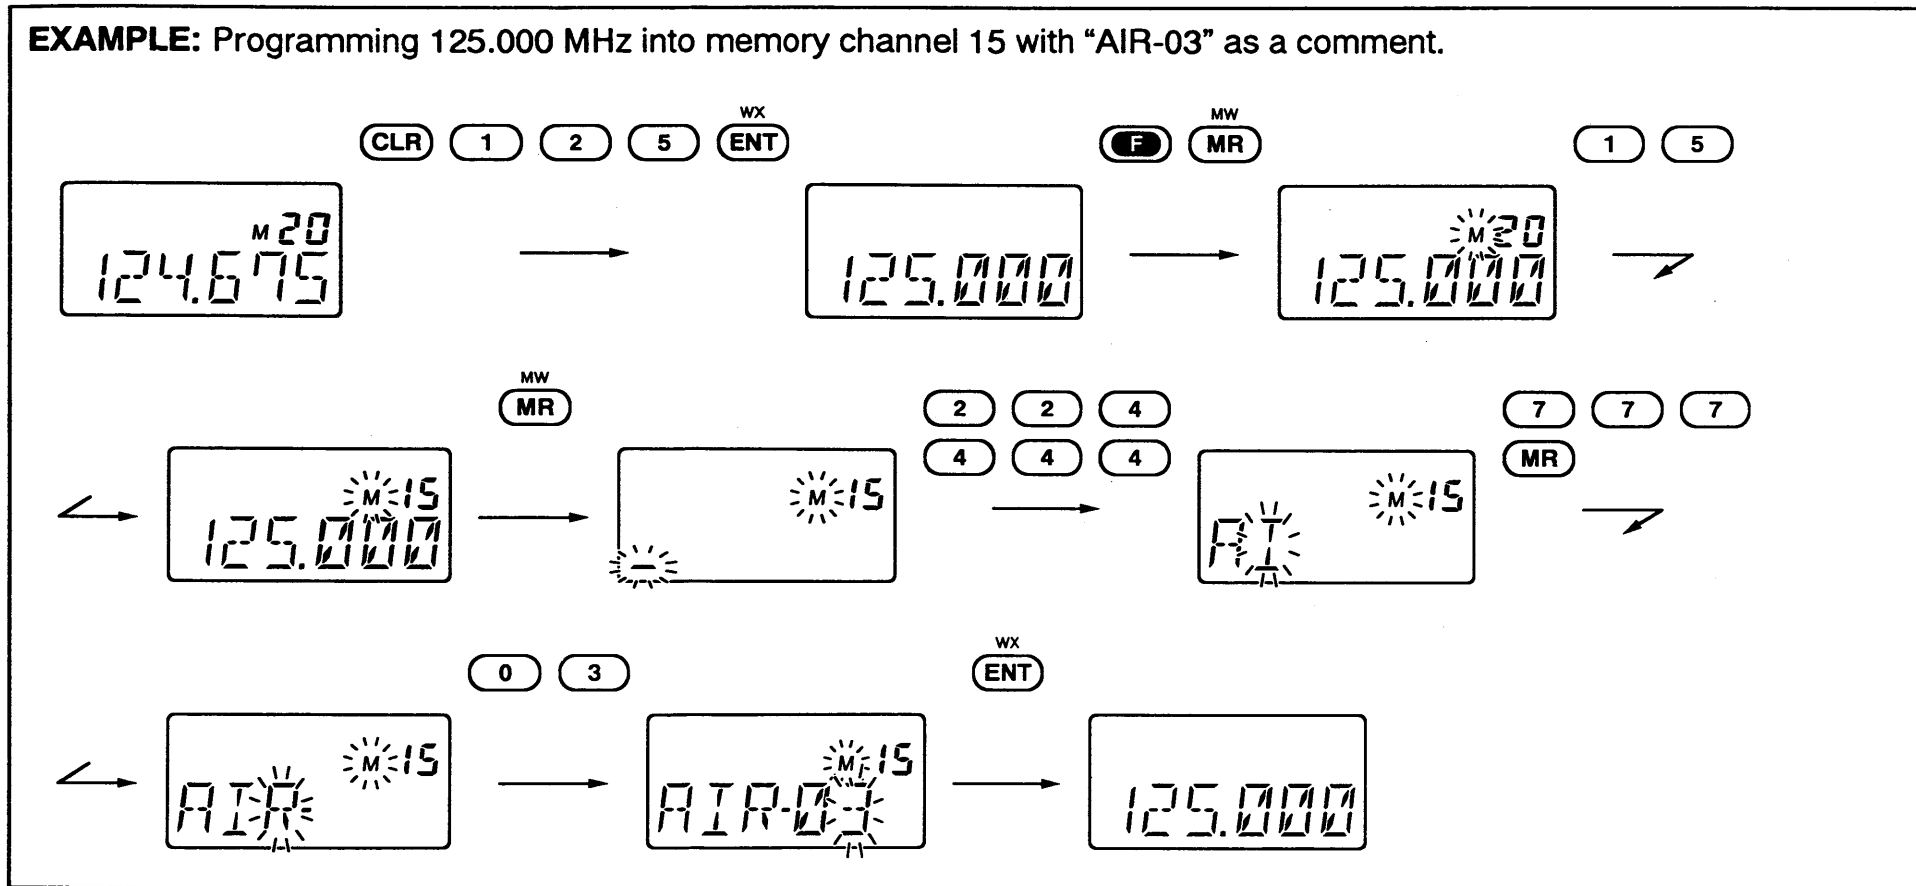 EXAMPLE: Programming 125.000 MHz into memory channel 15 with “AIR-03” as a comment.
WX
CLR 1 2 5 ENT
MW
F MR
1 5
M 20
124.675
125.000
M 20
125.000
MW
MR
2 2 4
4 4 4
7 7 7
MR
M 15
125.000
M 15
–
M 15
AI
0 3
WX
ENT
M 15
AIR
M 15
AIR-03
125.000